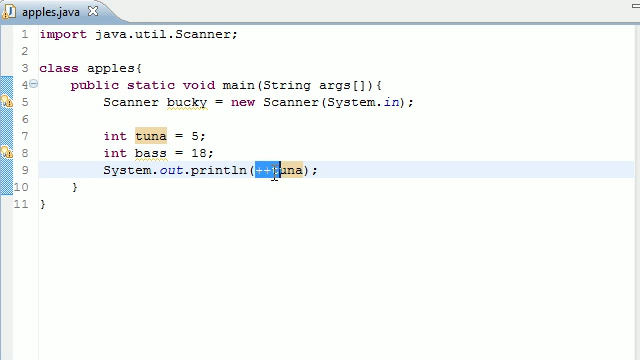 apples.java
1 import java.util.Scanner;
2
3 class apples{
4 public static void main(String args[]){
5 Scanner bucky = new Scanner(System.in);
6
7 int tuna = 5;
8 int bass = 18;
9 System.out.println(++tuna);
10 }
11 }